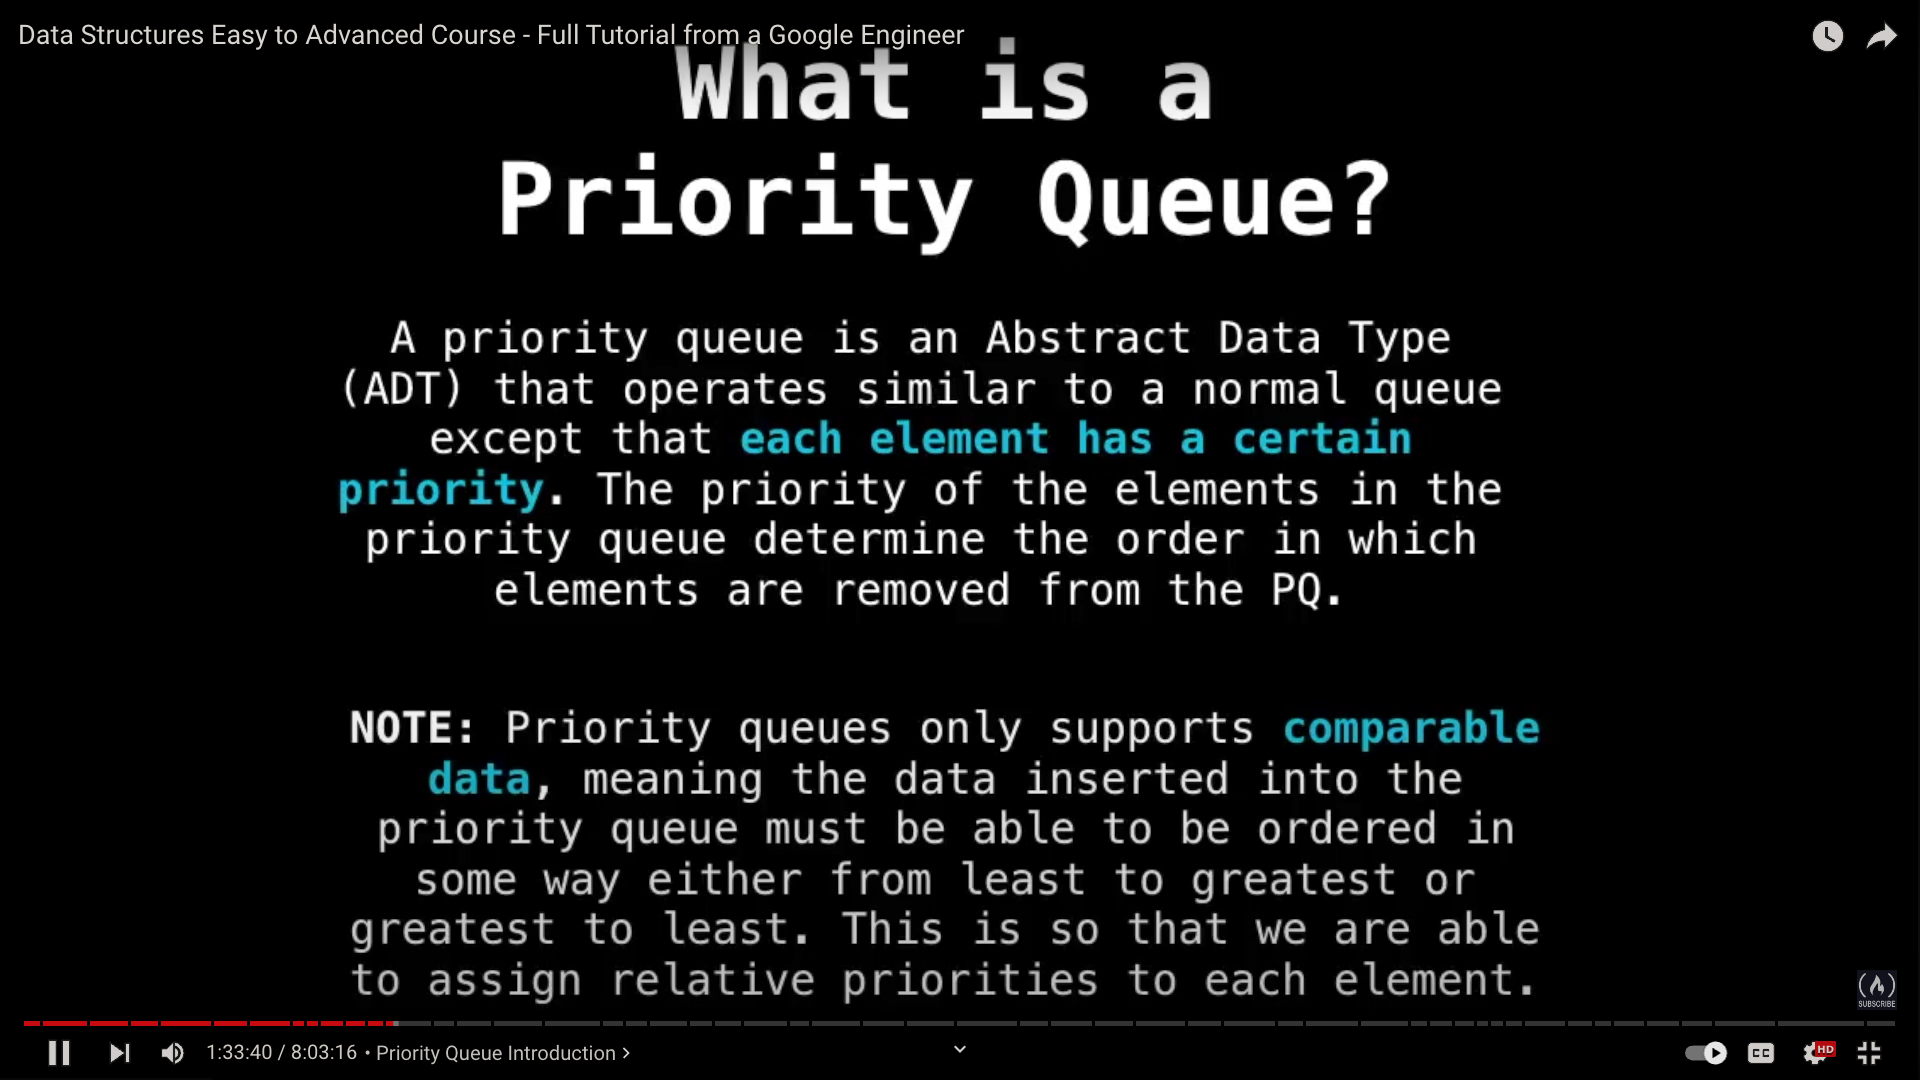 Data Structures Easy to Advanced Course - Full Tutorial from a Google Engineer
What is a
Priority Queue?
A priority queue is an Abstract Data Type
(ADT) that operates similar to a normal queue
except that each element has a certain
priority. The priority of the elements in the
priority queue determine the order in which
elements are removed from the PQ.
NOTE: Priority queues only supports comparable
data, meaning the data inserted into the
priority queue must be able to be ordered in
some way either from least to greatest or
greatest to least. This is so that we are able
to assign relative priorities to each element.
SUBSCRIBE
1:33:40 / 8:03:16 • Priority Queue Introduction >
CC
HD